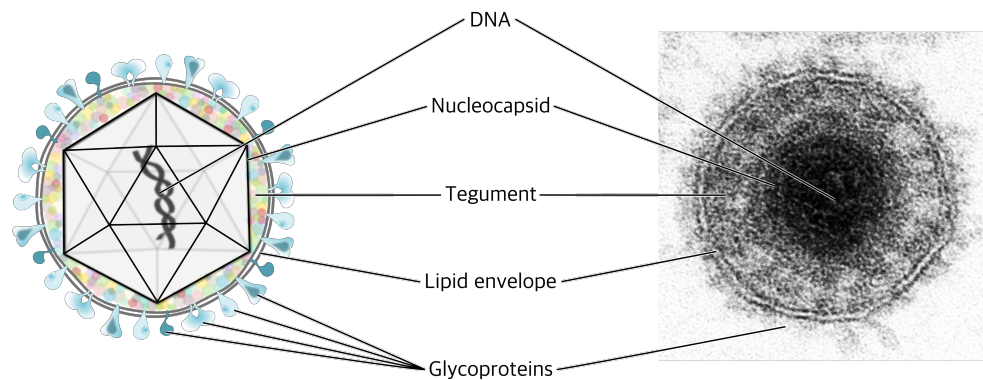 DNA
Nucleocapsid
Tegument
Lipid envelope
Glycoproteins